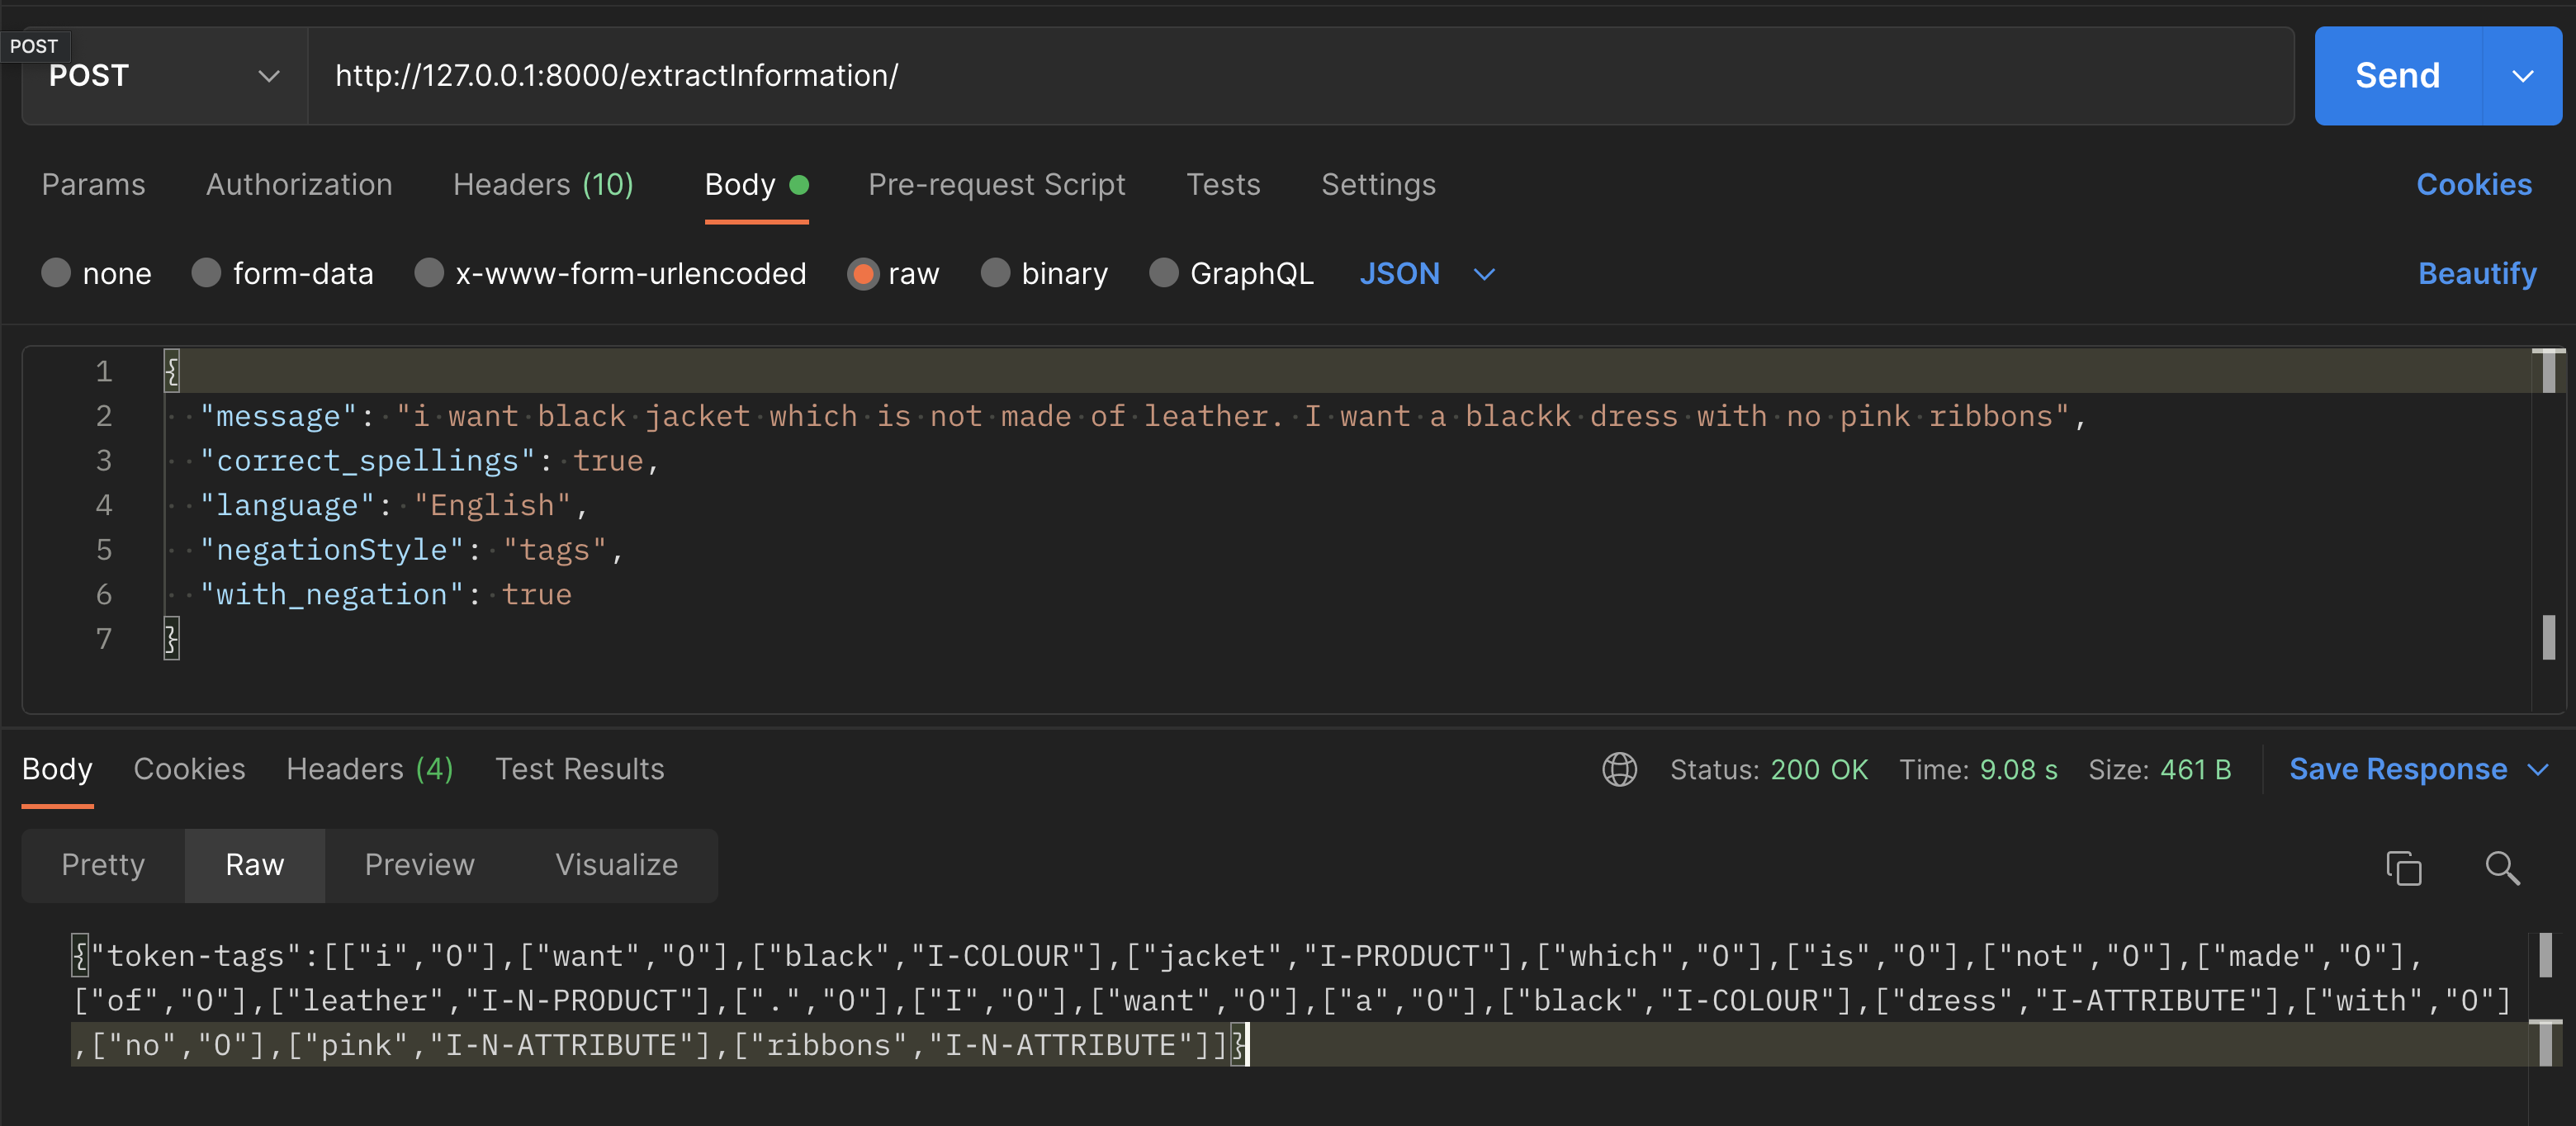 POST
POST http://127.0.0.1:8000/extractInformation/ Send
Params Authorization Headers (10) Body Pre-request Script Tests Settings Cookies
none form-data x-www-form-urlencoded raw binary GraphQL JSON Beautify
1 {
2 "message": "i want black jacket which is not made of leather. I want a blackk dress with no pink ribbons",
3 "correct_spellings": true,
4 "language": "English",
5 "negationStyle": "tags",
6 "with_negation": true
7 }
Body Cookies Headers (4) Test Results Status: 200 OK Time: 9.08 s Size: 461 B Save Response
Pretty Raw Preview Visualize
{"token-tags":[["i","O"],["want","O"],["black","I-COLOUR"],["jacket","I-PRODUCT"],["which","O"],["is","O"],["not","O"],["made","O"],
["of","O"],["leather","I-N-PRODUCT"],[".","O"],["I","O"],["want","O"],["a","O"],["black","I-COLOUR"],["dress","I-ATTRIBUTE"],["with","O"]
,["no","O"],["pink","I-N-ATTRIBUTE"],["ribbons","I-N-ATTRIBUTE"]]}